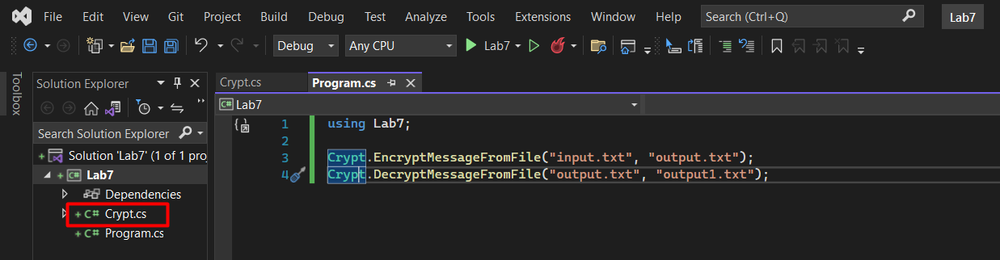 File Edit View Git Project Build Debug Test Analyze Tools Extensions Window Help Search (Ctrl+Q) Lab7
Debug Any CPU Lab7
Toolbox
Solution Explorer
Search Solution Explorer
Solution 'Lab7' (1 of 1 proj
C# Lab7
Dependencies
C# Crypt.cs
C# Program.cs
Crypt.cs Program.cs
C# Lab7
1 using Lab7;
2
3 Crypt.EncryptMessageFromFile("input.txt", "output.txt");
4 Crypt.DecryptMessageFromFile("output.txt", "output1.txt");